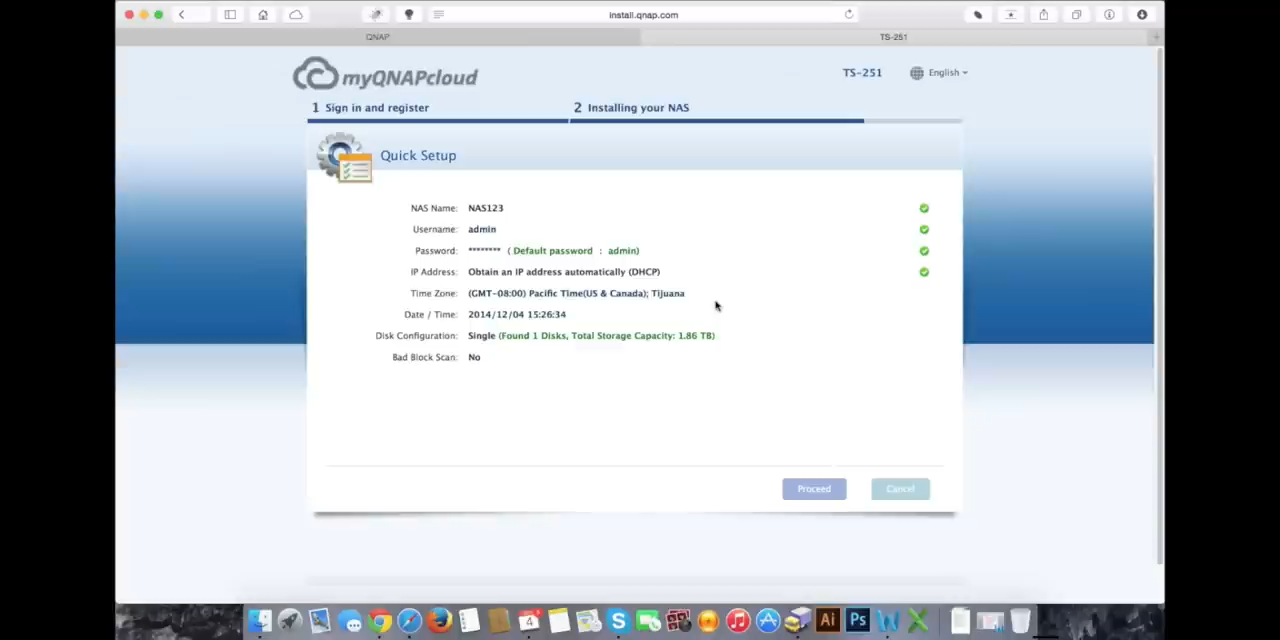 install.qnap.com
QNAP
TS-251
myQNAPcloud
TS-251
English
1 Sign in and register
2 Installing your NAS
Quick Setup
NAS Name: NAS123
Username: admin
Password: ******** ( Default password : admin)
IP Address: Obtain an IP address automatically (DHCP)
Time Zone: (GMT-08:00) Pacific Time(US & Canada); Tijuana
Date / Time: 2014/12/04 15:26:34
Disk Configuration: Single (Found 1 Disks, Total Storage Capacity: 1.86 TB)
Bad Block Scan: No
Proceed
Cancel
4
Ai
Ps